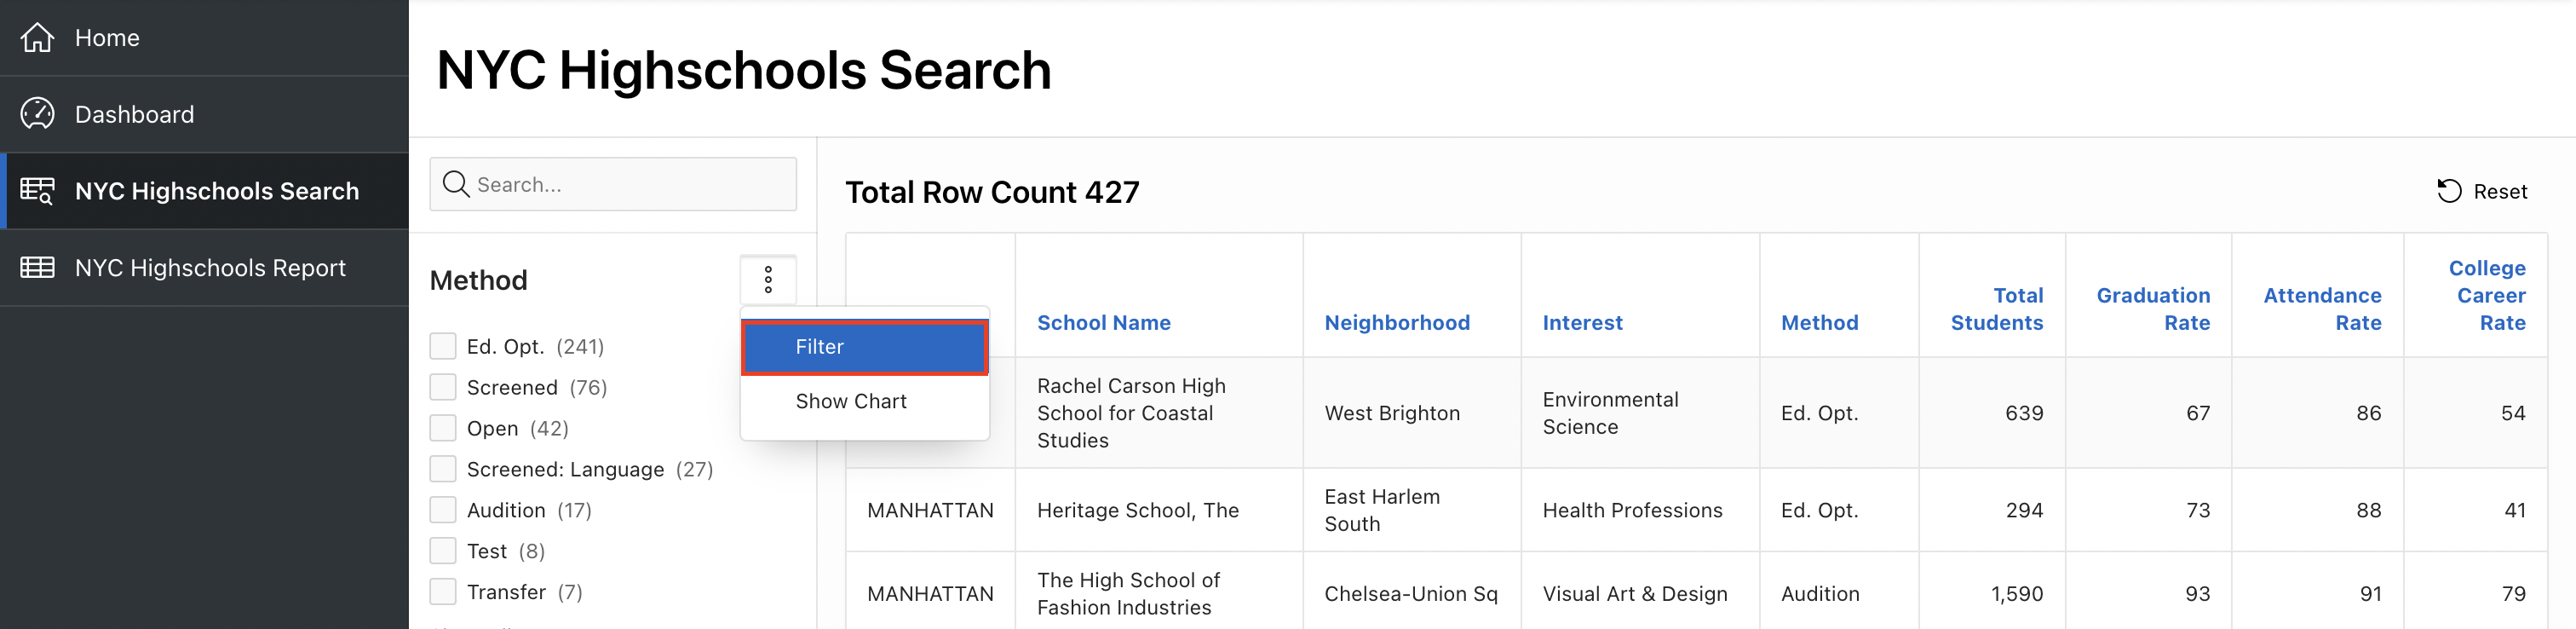 Home
Dashboard
NYC Highschools Search
NYC Highschools Report
NYC Highschools Search
Search...
Method
Ed. Opt. (241)
Screened (76)
Open (42)
Screened: Language (27)
Audition (17)
Test (8)
Transfer (7)
Filter
Show Chart
Total Row Count 427
Reset
School Name
Neighborhood
Interest
Method
Total
Students
Graduation
Rate
Attendance
Rate
College
Career
Rate
Rachel Carson High
School for Coastal
Studies
West Brighton
Environmental
Science
Ed. Opt.
639
67
86
54
MANHATTAN
Heritage School, The
East Harlem
South
Health Professions
Ed. Opt.
294
73
88
41
MANHATTAN
The High School of
Fashion Industries
Chelsea-Union Sq
Visual Art & Design
Audition
1,590
93
91
79